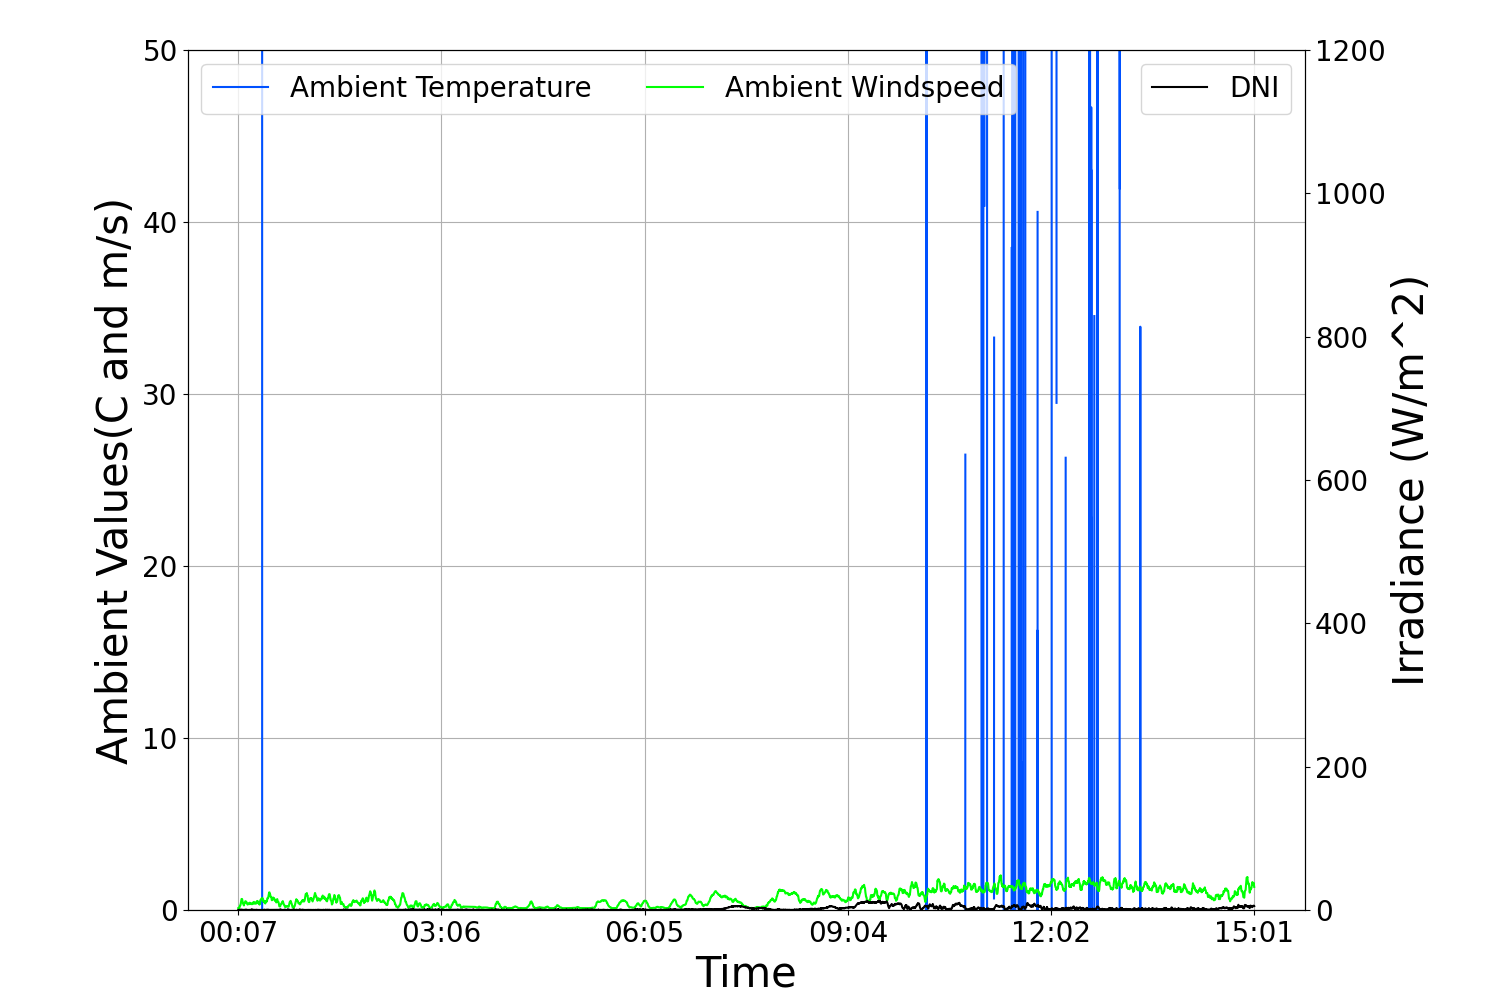 Ambient Temperature Ambient Windspeed DNI
50
40
30
20
10
0
Ambient Values(C and m/s)
1200
1000
800
600
400
200
0
Irradiance (W/m^2)
00:07 03:06 06:05 09:04 12:02 15:01
Time